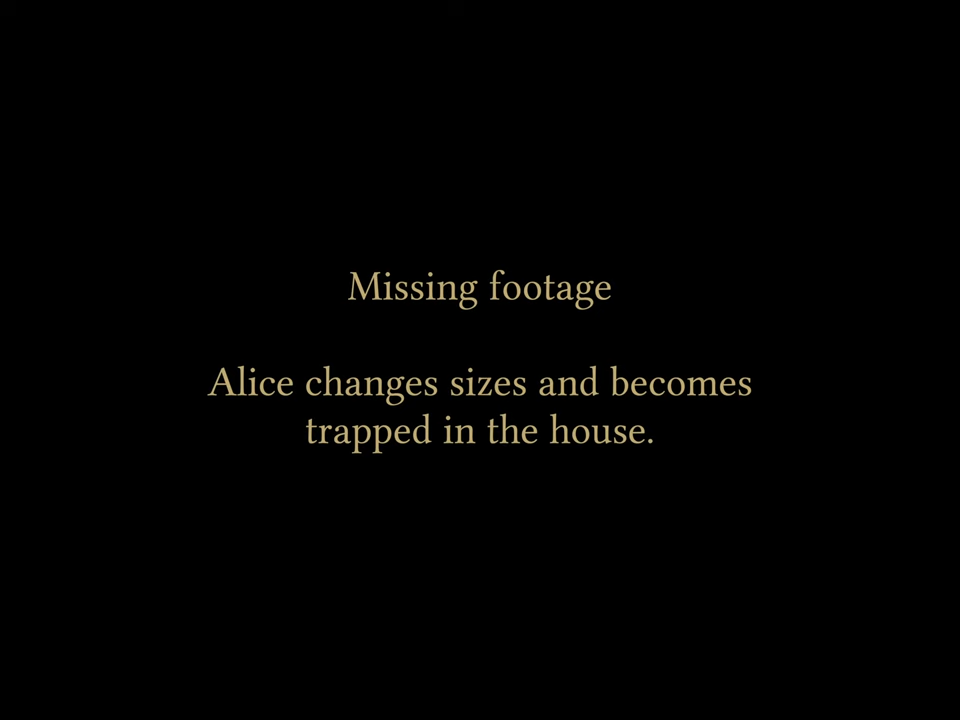 Missing footage
Alice changes sizes and becomes
trapped in the house.